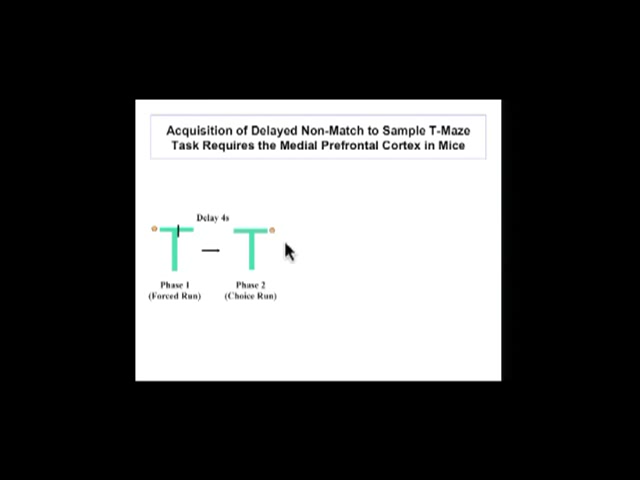 Acquisition of Delayed Non-Match to Sample T-Maze
Task Requires the Medial Prefrontal Cortex in Mice
Delay 4s
Phase 1
(Forced Run)
Phase 2
(Choice Run)